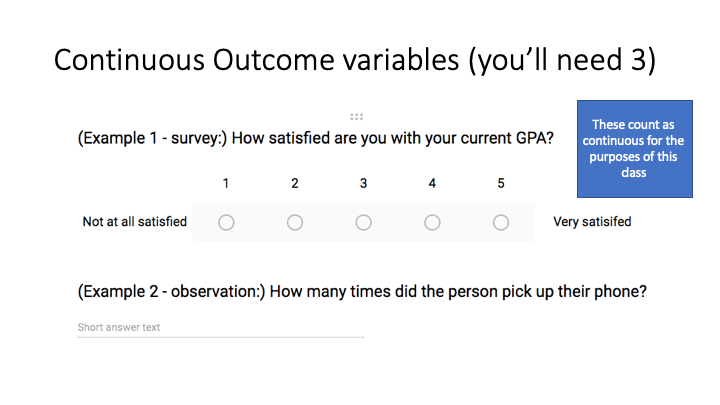 Continuous Outcome variables (you’ll need 3)
(Example 1 - survey:) How satisfied are you with your current GPA?
These count as
continuous for the
purposes of this
class
1 2 3 4 5
Not at all satisfied Very satisifed
(Example 2 - observation:) How many times did the person pick up their phone?
Short answer text